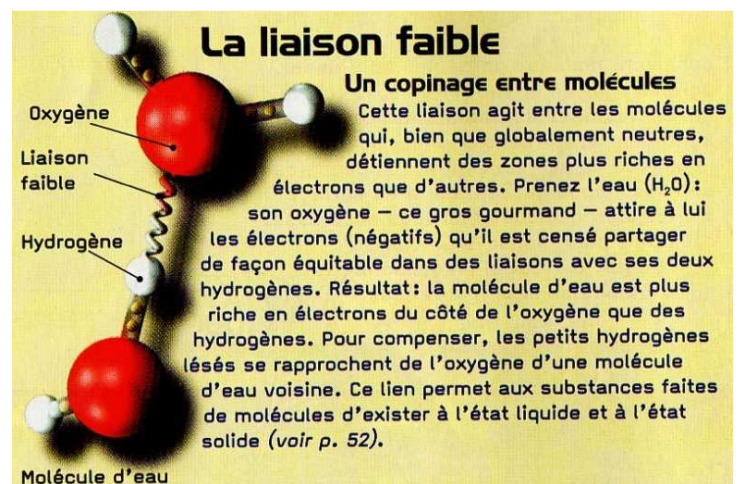 La liaison faible
Un copinage entre molécules
Cette liaison agit entre les molécules
qui, bien que globalement neutres,
détiennent des zones plus riches en
électrons que d'autres. Prenez l'eau (H₂O) :
son oxygène – ce gros gourmand – attire à lui
les électrons (négatifs) qu'il est censé partager
de façon équitable dans des liaisons avec ses deux
hydrogènes. Résultat : la molécule d'eau est plus
riche en électrons du côté de l'oxygène que des
hydrogènes. Pour compenser, les petits hydrogènes
lésés se rapprochent de l'oxygène d'une molécule
d'eau voisine. Ce lien permet aux substances faites
de molécules d'exister à l'état liquide et à l'état
solide (voir p. 52).
Oxygène
Liaison
faible
Hydrogène
Molécule d'eau